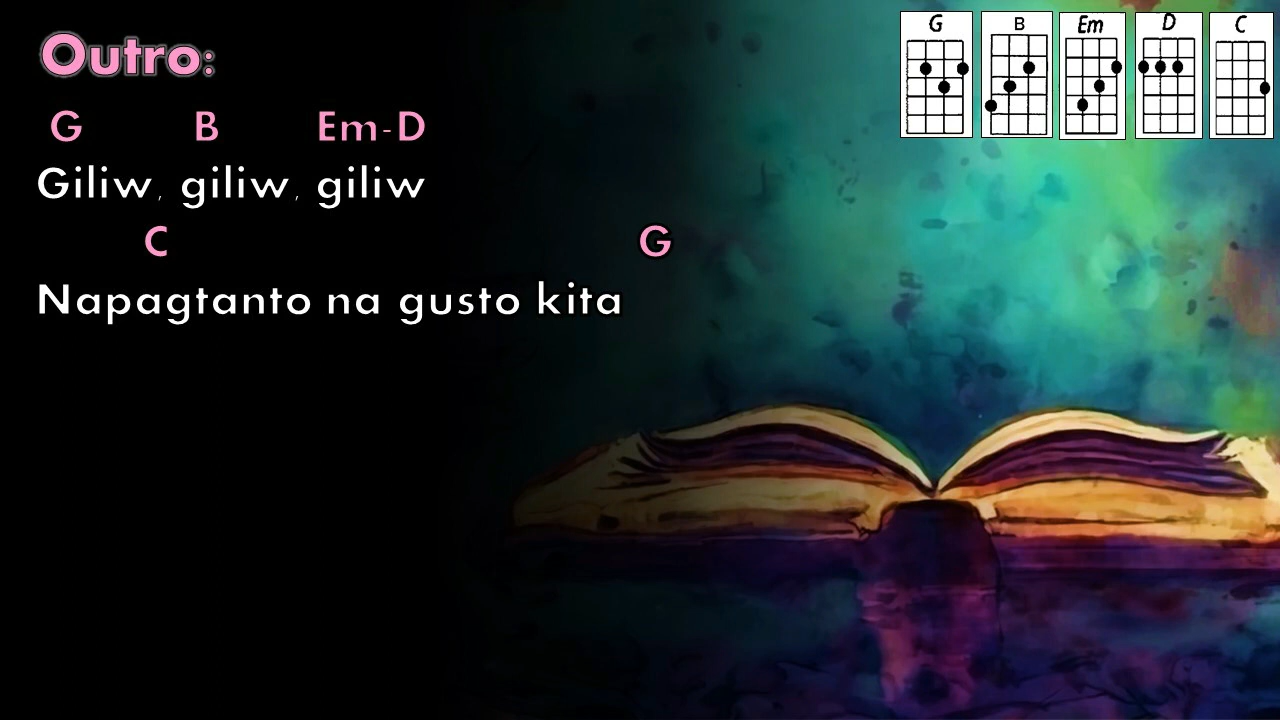 G B Em D C
Outro:
G B Em-D
Giliw, giliw, giliw
C G
Napagtanto na gusto kita